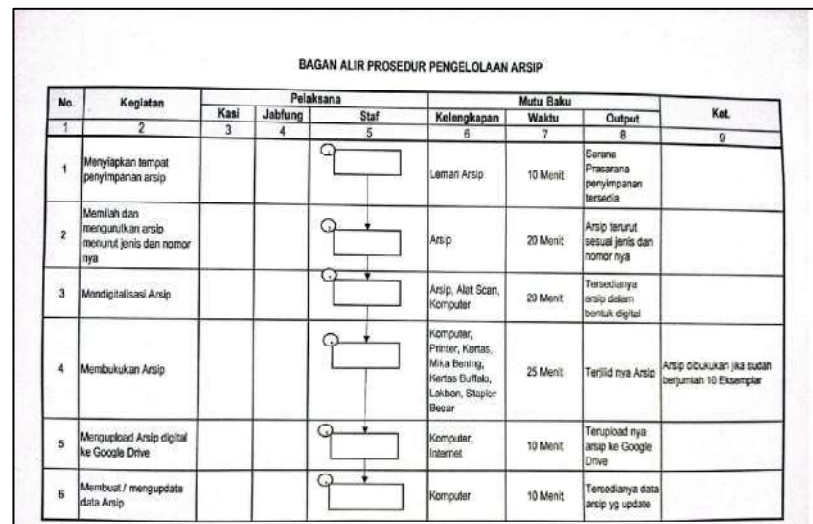 BAGAN ALIR PROSEDUR PENGELOLAAN ARSIP
No. Kegiatan Pelaksana Mutu Baku Ket.
Kasi Jabfung Staf Kelengkapan Waktu Output
1 2 3 4 5 6 7 8 9
1 Menyiapkan tempat penyimpanan arsip Lemari Arsip 10 Menit Sarana Prasarana penyimpanan tersedia
2 Memilah dan mengurutkan arsip menurut jenis dan nomor nya Arsip 20 Menit Arsip terurut sesuai jenis dan nomor nya
3 Mendigitalisasi Arsip Arsip, Alat Scan, Komputer 20 Menit Tersedianya arsip dalam bentuk digital
4 Membukukan Arsip Komputer, Printer, Kertas, Mika Bening, Kertas Buffalo, Lakban, Stapler Besar 25 Menit Terjilid nya Arsip Arsip dibukukan jika sudah berjumlah 10 Eksemplar
5 Mengupload Arsip digital ke Google Drive Komputer, Internet 10 Menit Terupload nya arsip ke Google Drive
6 Membuat / mengupdate data Arsip Komputer 10 Menit Tersedianya data arsip yg update